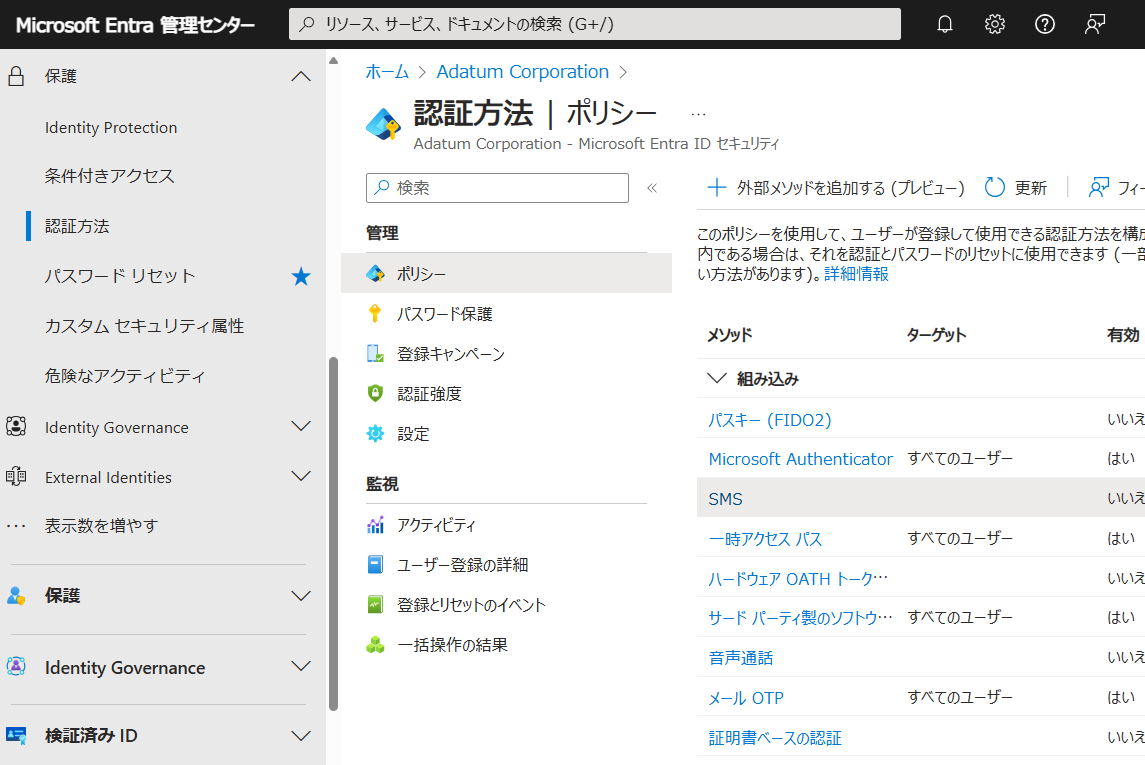 Microsoft Entra 管理センター
リソース、サービス、ドキュメントの検索 (G+/)
保護
Identity Protection
条件付きアクセス
認証方法
パスワード リセット
カスタム セキュリティ属性
危険なアクティビティ
Identity Governance
External Identities
表示数を増やす
保護
Identity Governance
検証済み ID
ホーム > Adatum Corporation >
認証方法 | ポリシー ...
Adatum Corporation - Microsoft Entra ID セキュリティ
検索
管理
ポリシー
パスワード保護
登録キャンペーン
認証強度
設定
監視
アクティビティ
ユーザー登録の詳細
登録とリセットのイベント
一括操作の結果
外部メソッドを追加する (プレビュー) 更新 フィー
このポリシーを使用して、ユーザーが登録して使用できる認証方法を構成
内である場合は、それを認証とパスワードのリセットに使用できます (一部
い方法があります)。詳細情報
メソッド ターゲット 有効
組み込み
パスキー (FIDO2) いいえ
Microsoft Authenticator すべてのユーザー はい
SMS いいえ
一時アクセス パス すべてのユーザー はい
ハードウェア OATH トーク… いいえ
サード パーティ製のソフトウ… すべてのユーザー はい
音声通話 いいえ
メール OTP すべてのユーザー はい
証明書ベースの認証 いいえ